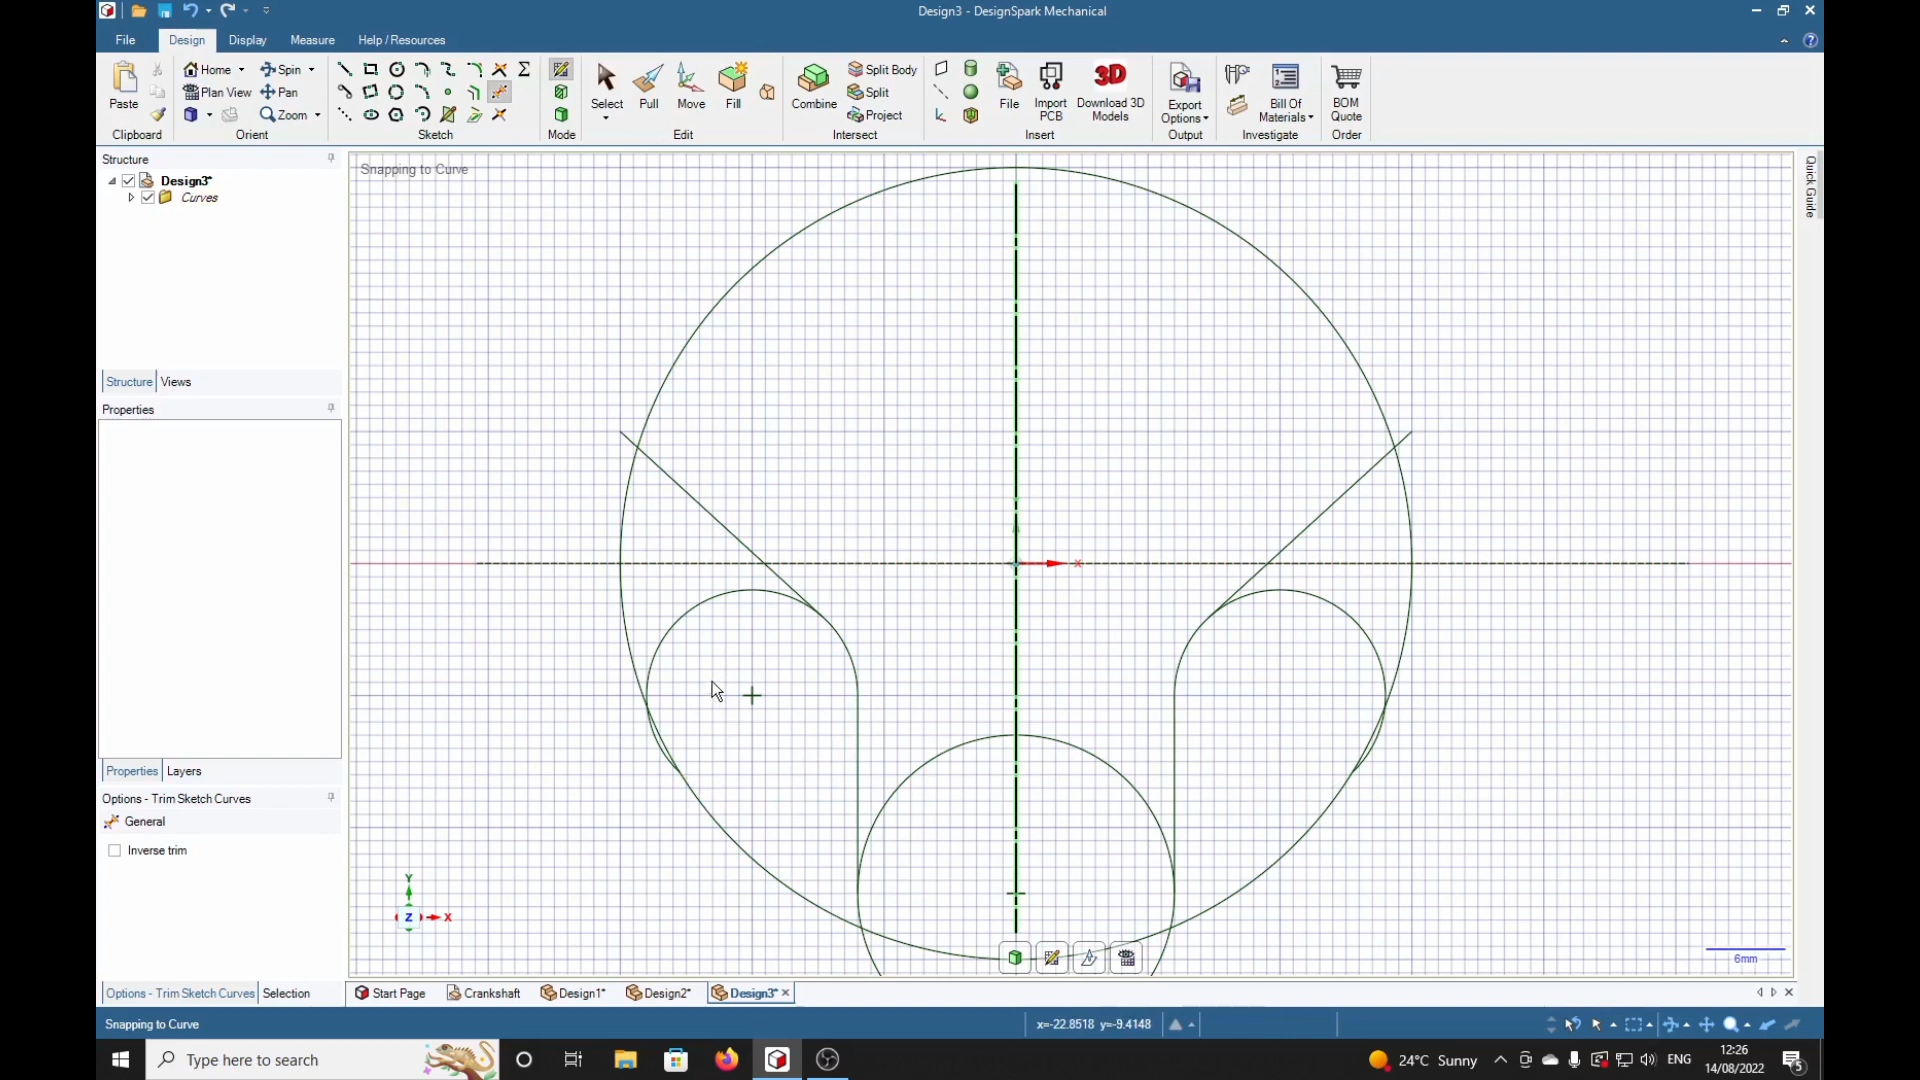 Design3 - DesignSpark Mechanical
File Design Display Measure Help / Resources
Paste
Clipboard
Home Spin
Plan View Pan
Zoom
Orient
Sketch
Mode
Select Pull Move Fill
Edit
Combine Split Body
Split
Project
Intersect
File Import PCB 3D Download 3D Models
Insert
Export Options
Output
Bill Of Materials
Investigate
BOM Quote
Order
Structure
Design3*
Curves
Structure Views
Properties
Properties Layers
Options - Trim Sketch Curves
General
Inverse trim
Options - Trim Sketch Curves Selection
Snapping to Curve
Quick Guide
X
Y
Z X
6mm
Start Page Crankshaft Design1* Design2* Design3*
Snapping to Curve
x=-22.8518 y=-9.4148
Type here to search
24°C Sunny
ENG
12:26
14/08/2022
5